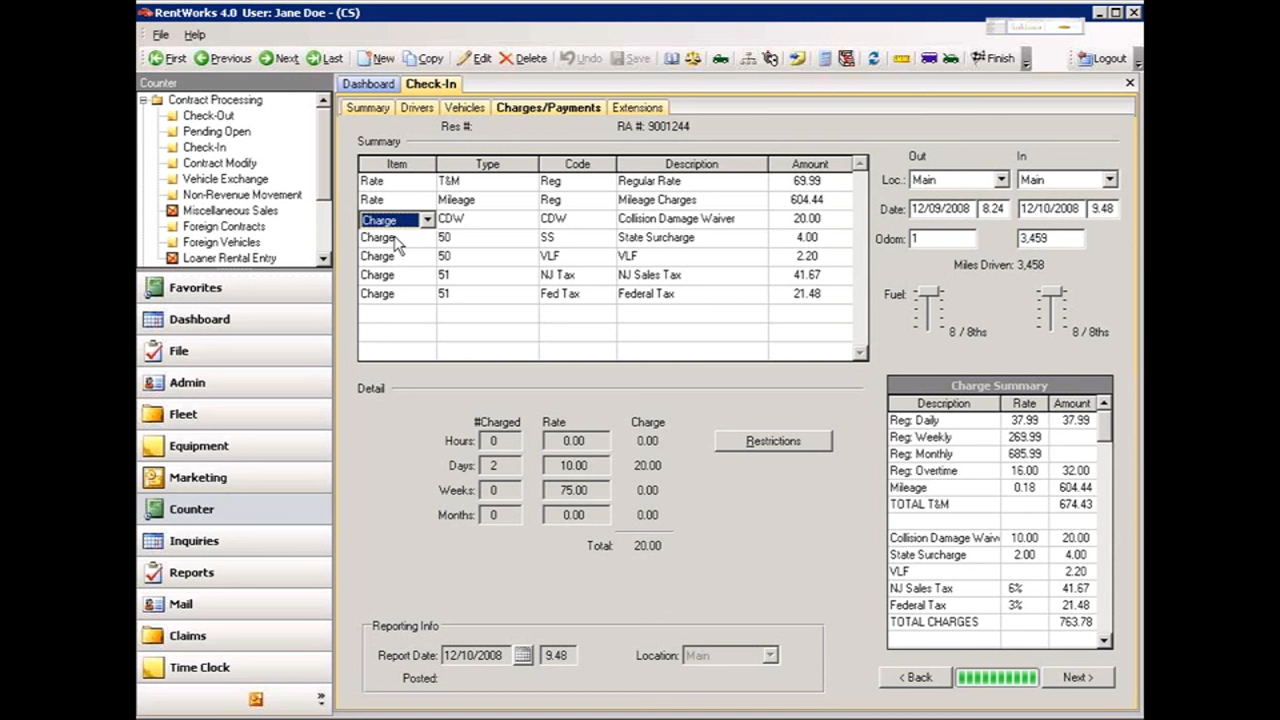 RentWorks 4.0 User: Jane Doe - (CS)
File Help
First Previous Next Last New Copy Edit Delete Undo Save Finish Logout
Counter
Contract Processing
Check-Out
Pending Open
Check-In
Contract Modify
Vehicle Exchange
Non-Revenue Movement
Miscellaneous Sales
Foreign Contracts
Foreign Vehicles
Loaner Rental Entry
Favorites
Dashboard
File
Admin
Fleet
Equipment
Marketing
Counter
Inquiries
Reports
Mail
Claims
Time Clock
Dashboard Check-In
Summary Drivers Vehicles Charges/Payments Extensions
Res #: RA #: 9001244
Summary
Item Type Code Description Amount
Rate T&M Reg Regular Rate 69.99
Rate Mileage Reg Mileage Charges 604.44
Charge CDW CDW Collision Damage Waiver 20.00
Charge 50 SS State Surcharge 4.00
Charge 50 VLF VLF 2.20
Charge 51 NJ Tax NJ Sales Tax 41.67
Charge 51 Fed Tax Federal Tax 21.48
Out In
Loc.: Main Main
Date: 12/09/2008 8.24 12/10/2008 9.48
Odom: 1 3,459
Miles Driven: 3,458
Fuel:
8 / 8ths 8 / 8ths
Detail
#Charged Rate Charge
Hours: 0 0.00 0.00
Days: 2 10.00 20.00
Weeks: 0 75.00 0.00
Months: 0 0.00 0.00
Total: 20.00
Restrictions
Charge Summary
Description Rate Amount
Reg: Daily 37.99 37.99
Reg: Weekly 269.99
Reg: Monthly 685.99
Reg: Overtime 16.00 32.00
Mileage 0.18 604.44
TOTAL T&M 674.43
Collision Damage Waiv 10.00 20.00
State Surcharge 2.00 4.00
VLF 2.20
NJ Sales Tax 6% 41.67
Federal Tax 3% 21.48
TOTAL CHARGES 763.78
Reporting Info
Report Date: 12/10/2008 9.48 Location: Main
Posted:
< Back Next >